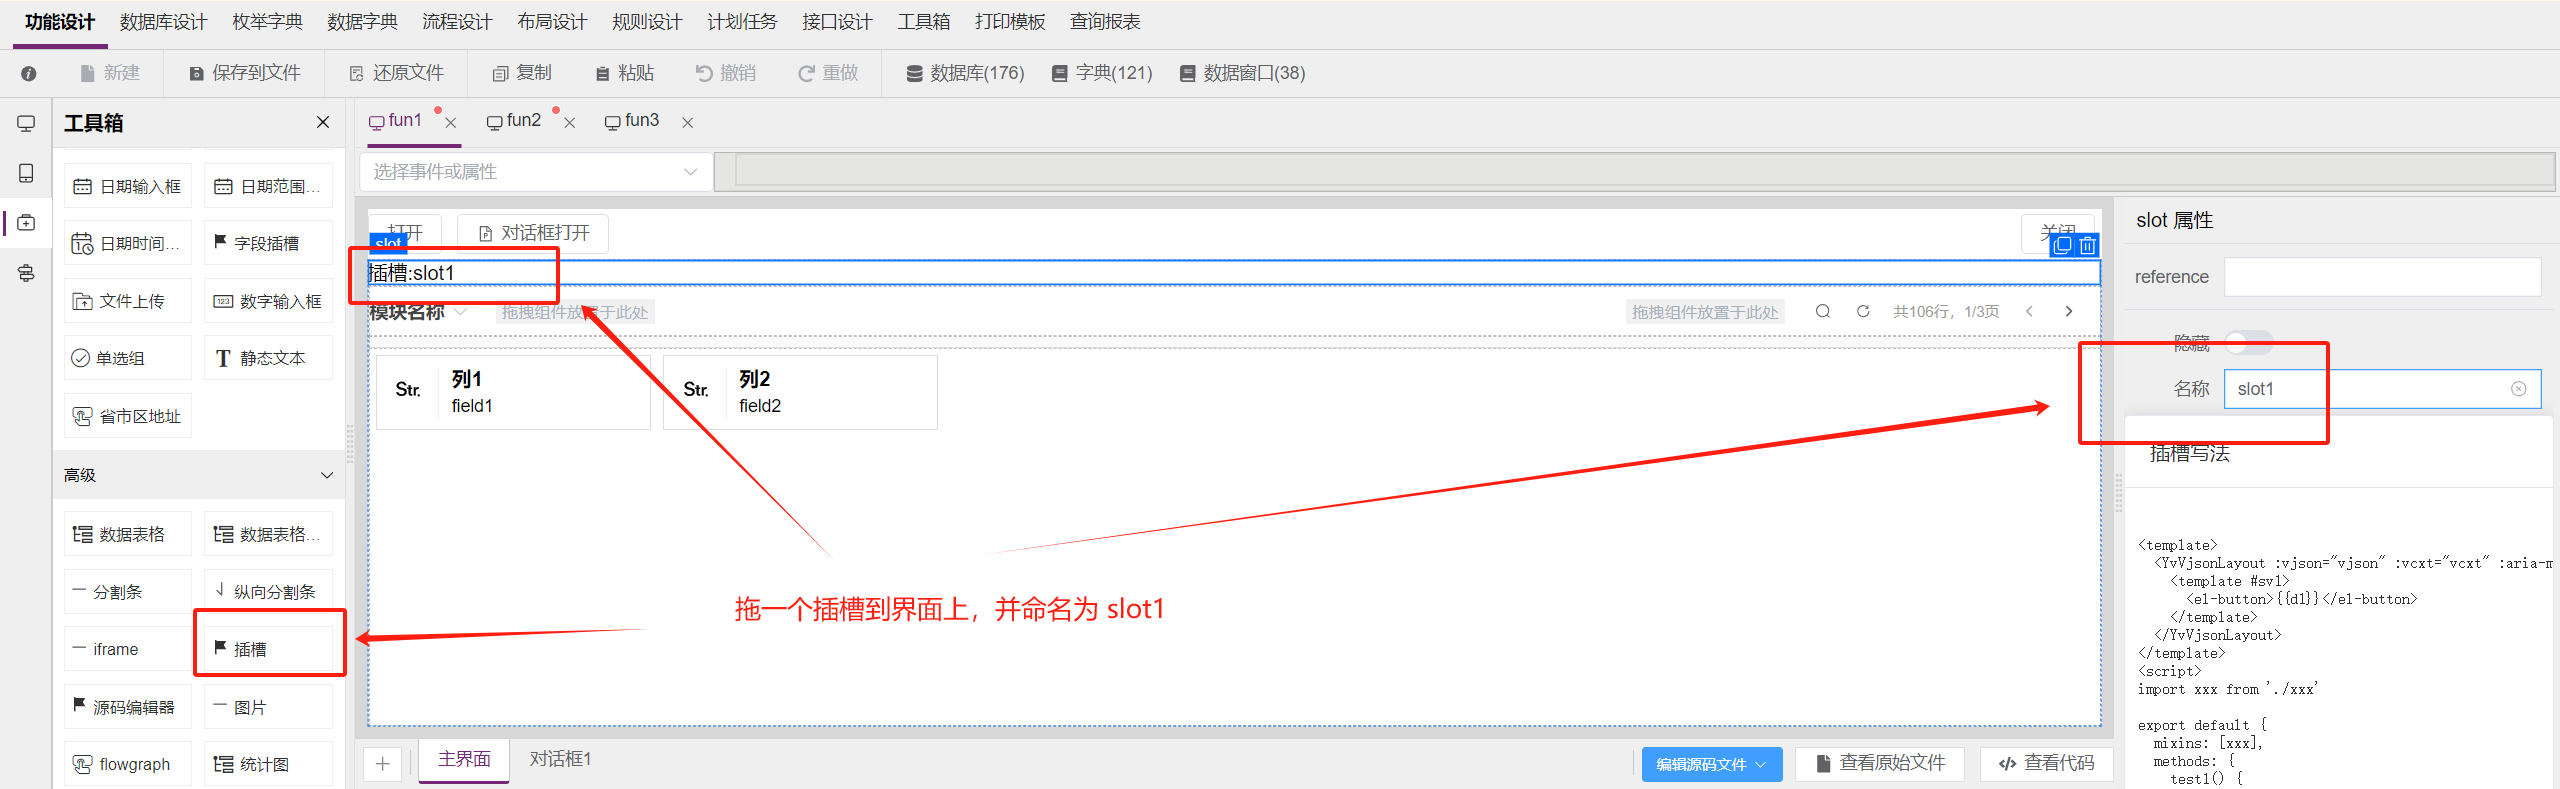 功能设计 数据库设计 枚举字典 数据字典 流程设计 布局设计 规则设计 计划任务 接口设计 工具箱 打印模板 查询报表
新建 保存到文件 还原文件 复制 粘贴 撤销 重做 数据库(176) 字典(121) 数据窗口(38)
工具箱
日期输入框 日期范围...
日期时间... 字段插槽
文件上传 数字输入框
单选组 静态文本
省市区地址
高级
数据表格 数据表格...
分割条 纵向分割条
iframe 插槽
源码编辑器 图片
flowgraph 统计图
fun1 fun2 fun3
选择事件或属性
打开 对话框打开 关闭
slot
插槽:slot1
模块名称 拖拽组件放置于此处 拖拽组件放置于此处 共106行，1/3页
Str. 列1 Str. 列2
field1 field2
拖一个插槽到界面上，并命名为 slot1
主界面 对话框1
编辑源码文件 查看原始文件 查看代码
slot 属性
reference
隐藏
名称 slot1
插槽写法
<template>
<YvVjsonLayout :vjson="vjson" :vcxt="vcxt" :aria-m
<template #sv1>
<el-button>{{d1}}</el-button>
</template>
</YvVjsonLayout>
</template>
<script>
import xxx from './xxx'
export default {
mixins: [xxx],
methods: {
test1() {